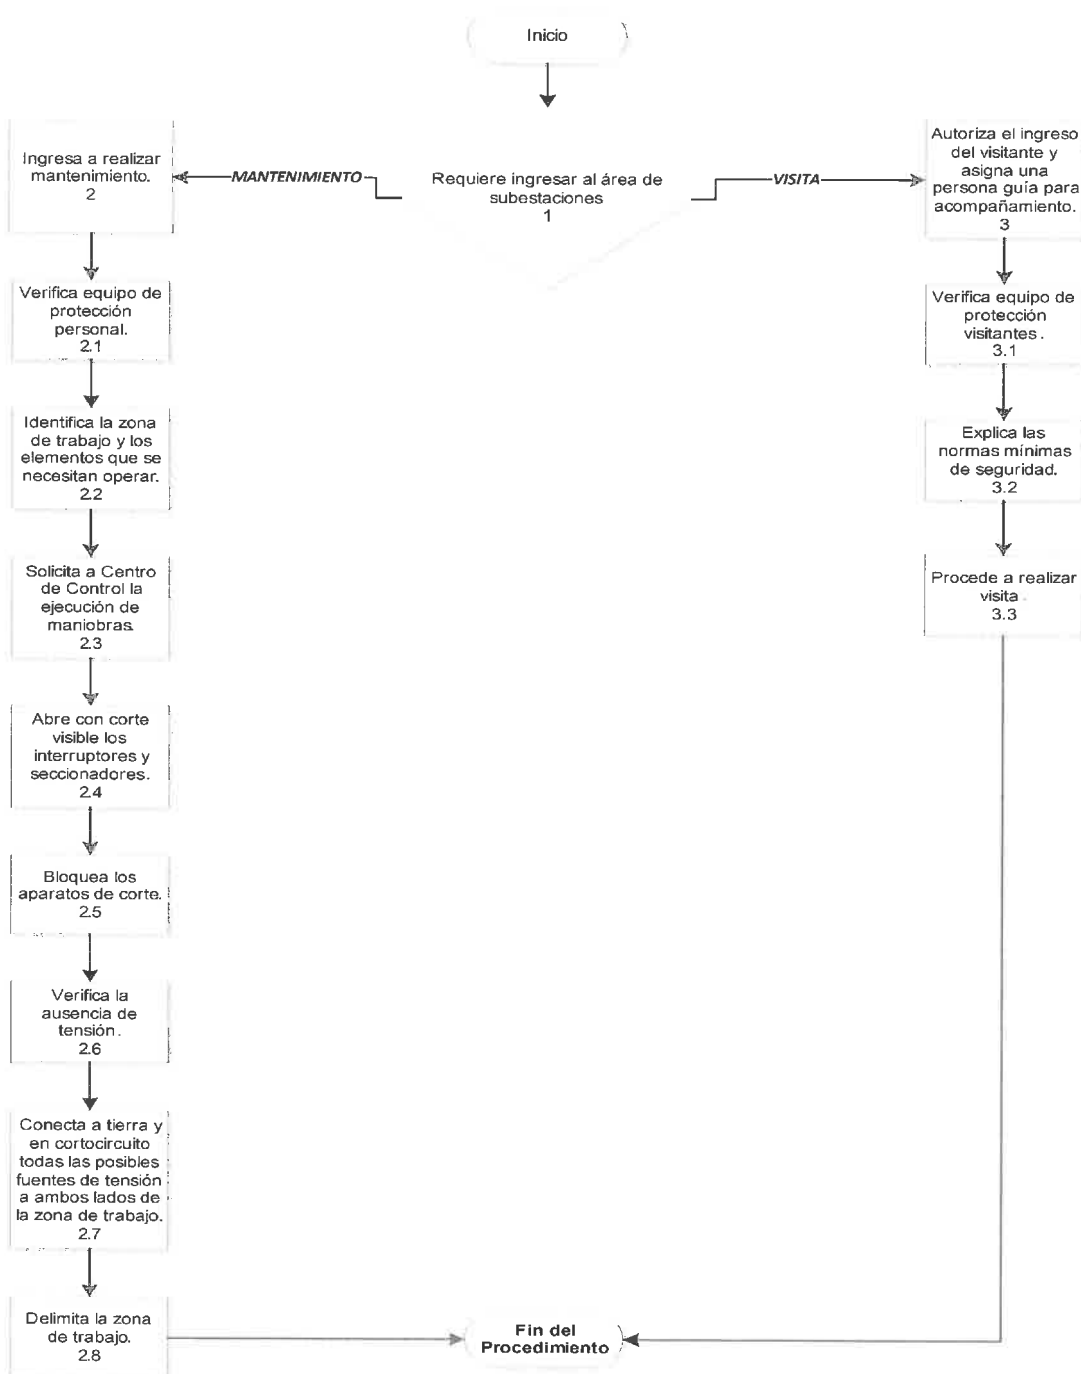 Inicio
Requiere ingresar al área de
subestaciones
1
MANTENIMIENTO
VISITA
Ingresa a realizar
mantenimiento.
2
Verifica equipo de
protección
personal.
2.1
Identifica la zona
de trabajo y los
elementos que se
necesitan operar.
2.2
Solicita a Centro
de Control la
ejecución de
maniobras.
2.3
Abre con corte
visible los
interruptores y
seccionadores.
2.4
Bloquea los
aparatos de corte.
2.5
Verifica la
ausencia de
tensión.
2.6
Conecta a tierra y
en cortocircuito
todas las posibles
fuentes de tensión
a ambos lados de
la zona de trabajo.
2.7
Delimita la zona
de trabajo.
2.8
Autoriza el ingreso
del visitante y
asigna una
persona guía para
acompañamiento.
3
Verifica equipo de
protección
visitantes.
3.1
Explica las
normas mínimas
de seguridad.
3.2
Procede a realizar
visita.
3.3
Fin del
Procedimiento